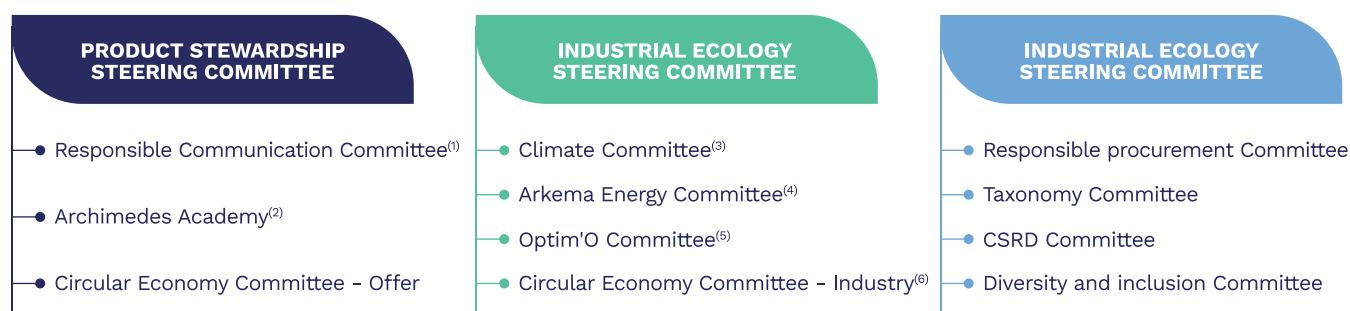 PRODUCT STEWARDSHIP
STEERING COMMITTEE
Responsible Communication Committee(1)
Archimedes Academy(2)
Circular Economy Committee - Offer
INDUSTRIAL ECOLOGY
STEERING COMMITTEE
Climate Committee(3)
Arkema Energy Committee(4)
Optim'O Committee(5)
Circular Economy Committee - Industry(6)
INDUSTRIAL ECOLOGY
STEERING COMMITTEE
Responsible procurement Committee
Taxonomy Committee
CSRD Committee
Diversity and inclusion Committee